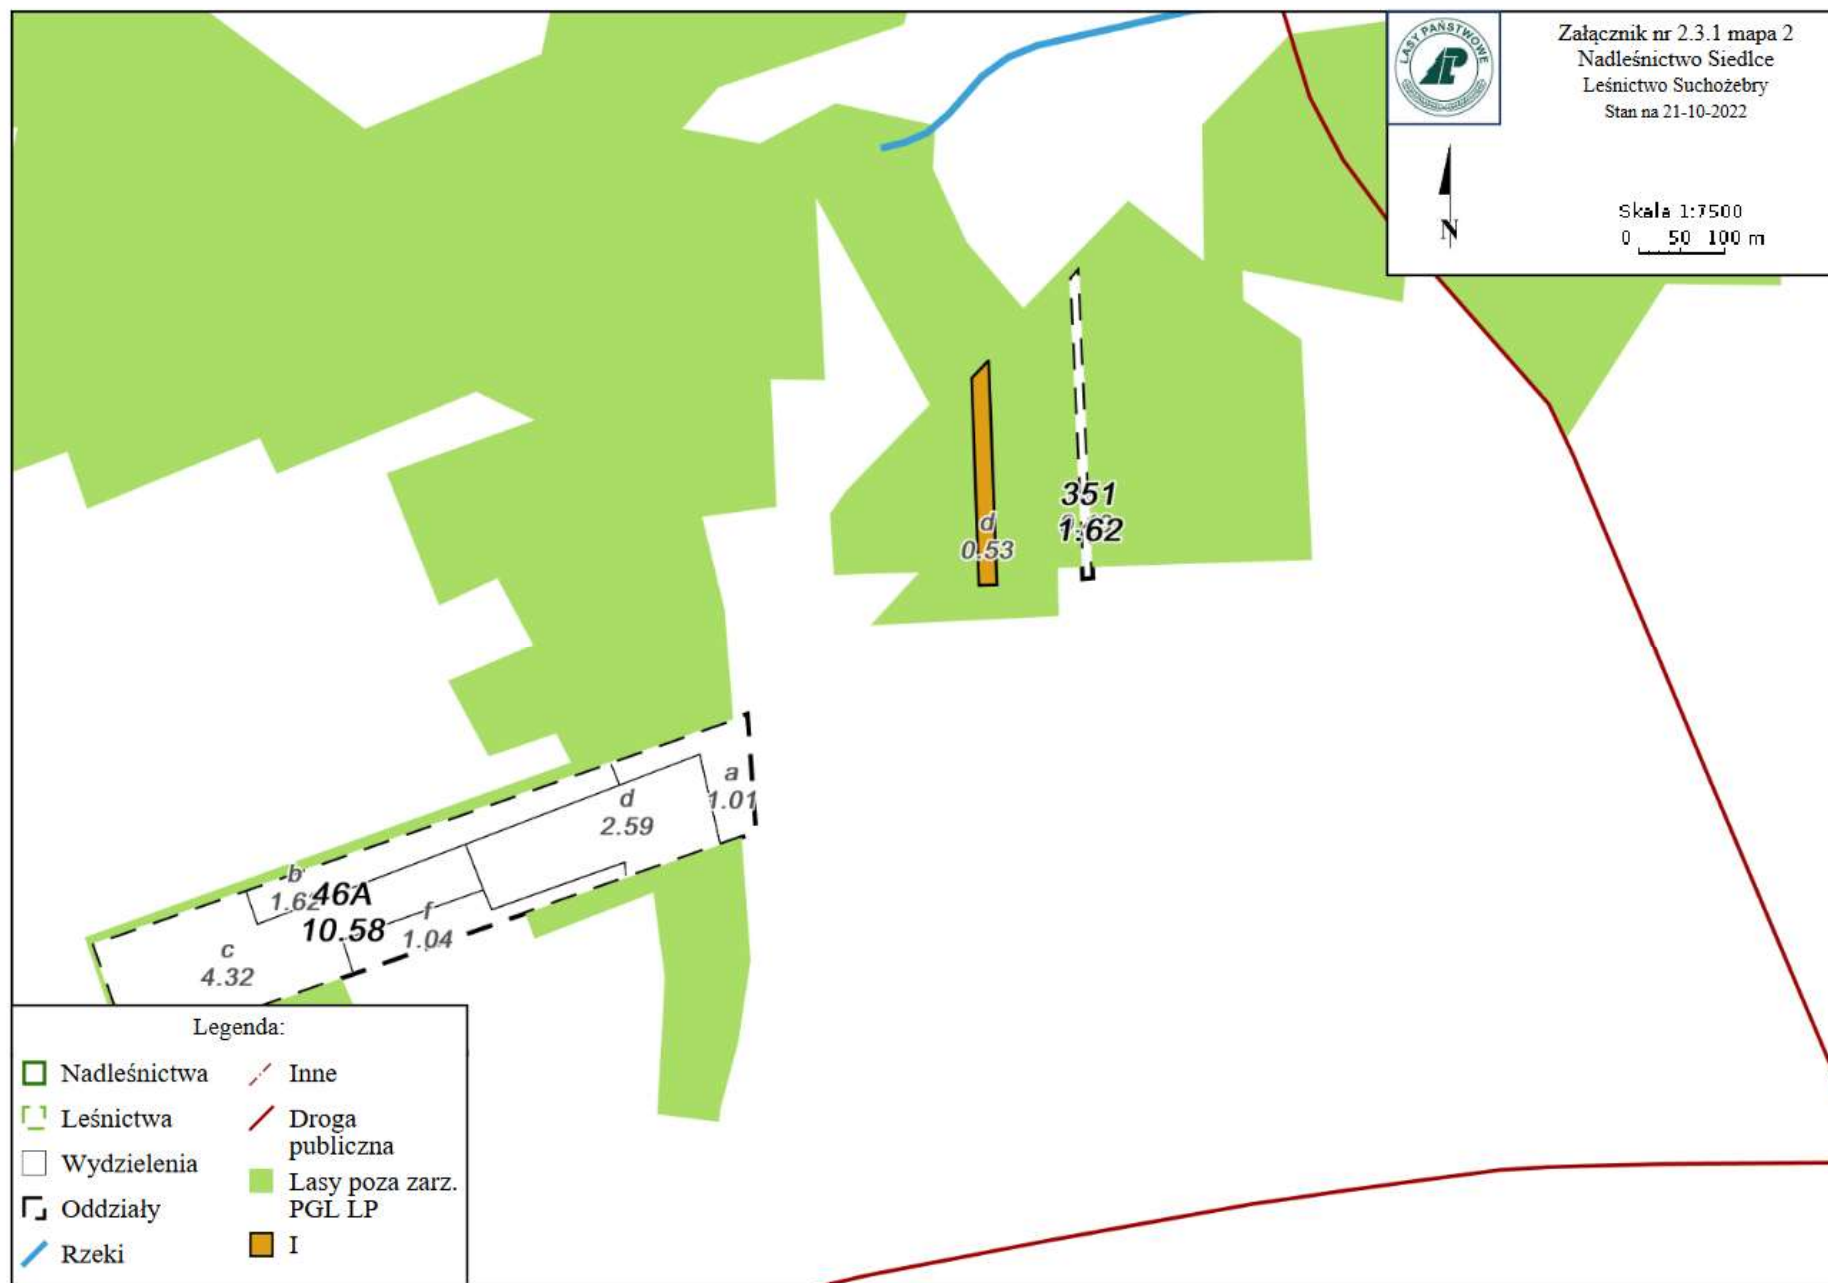 LASY PAŃSTWOWE
Załącznik nr 2.3.1 mapa 2
Nadleśnictwo Siedlce
Leśnictwo Suchożebry
Stan na 21-10-2022
N
Skala 1:7500
0 50 100 m
351
1.62
d
0.53
a
1.01
d
2.59
b
1.62
46A
10.58
f
1.04
c
4.32
Legenda:
Nadleśnictwa
Inne
Leśnictwa
Droga
publiczna
Wydzielenia
Lasy poza zarz.
PGL LP
Oddziały
I
Rzeki